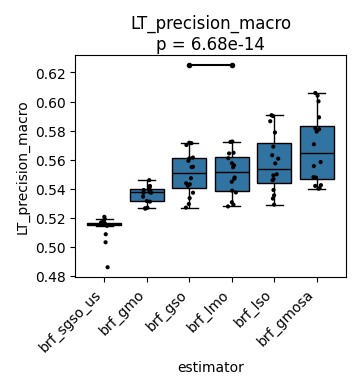 LT_precision_macro
p = 6.68e-14
LT_precision_macro
0.62
0.60
0.58
0.56
0.54
0.52
0.50
0.48
brf_sgso_us
brf_gmo
brf_gso
brf_lmo
brf_lso
brf_gmosa
estimator